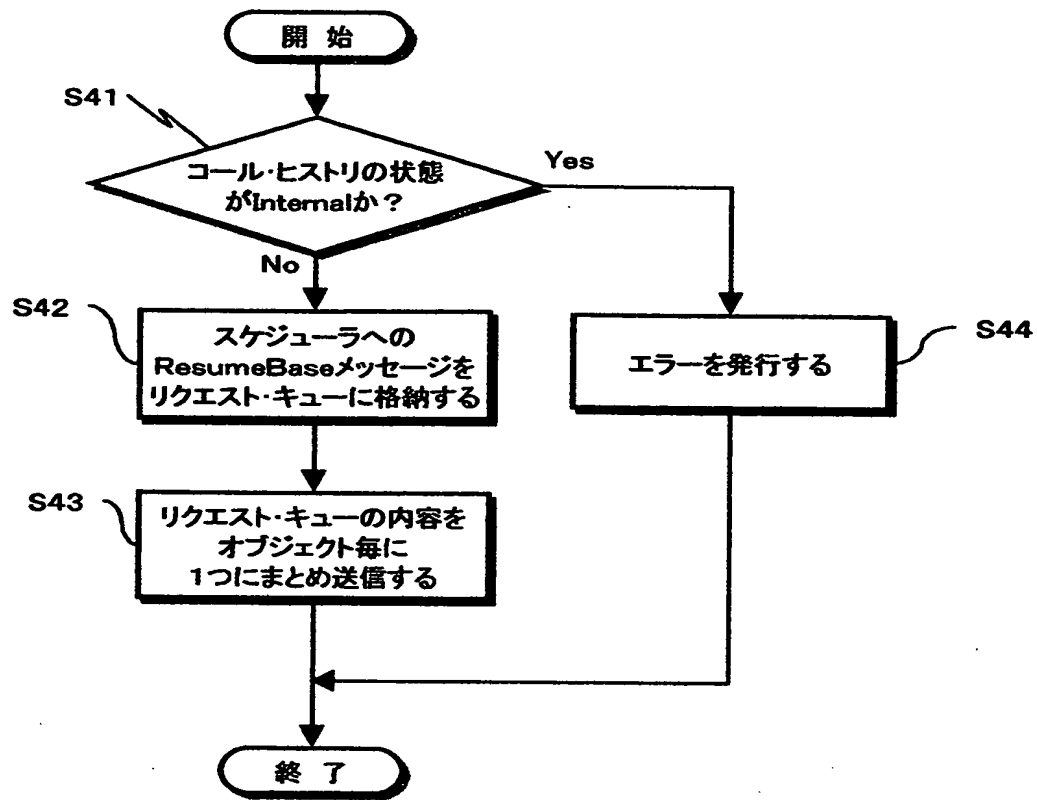 開 始
S41
コール・ヒストリの状態
がInternalか？
Yes
No
S42
スケジューラへの
ResumeBaseメッセージを
リクエスト・キューに格納する
S44
エラーを発行する
S43
リクエスト・キューの内容を
オブジェクト毎に
1つにまとめ送信する
終 了